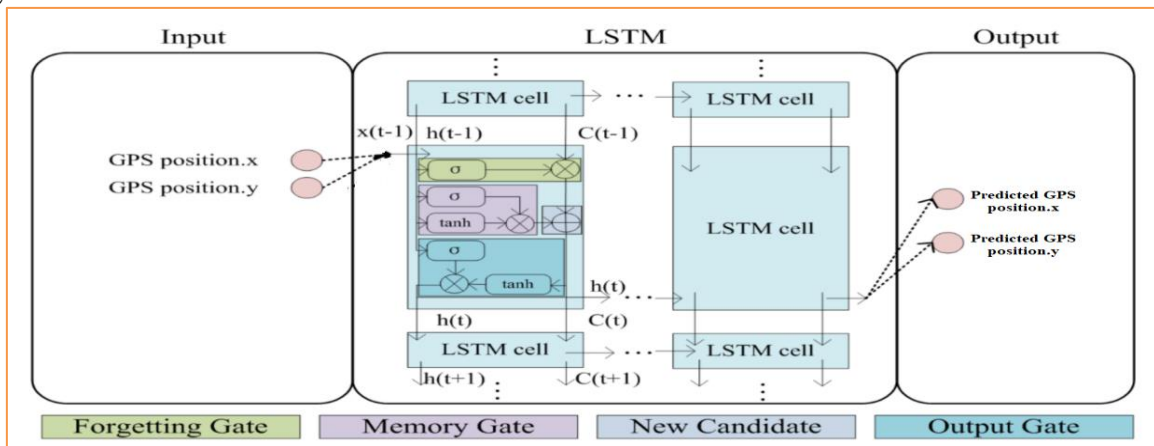 Input
LSTM
Output
LSTM cell
LSTM cell
x(t-1)
h(t-1)
C(t-1)
GPS position.x
GPS position.y
σ
σ
tanh
σ
tanh
LSTM cell
Predicted GPS
position.x
Predicted GPS
position.y
h(t)
h(t)
C(t)
LSTM cell
LSTM cell
h(t+1)
C(t+1)
Forgetting Gate
Memory Gate
New Candidate
Output Gate